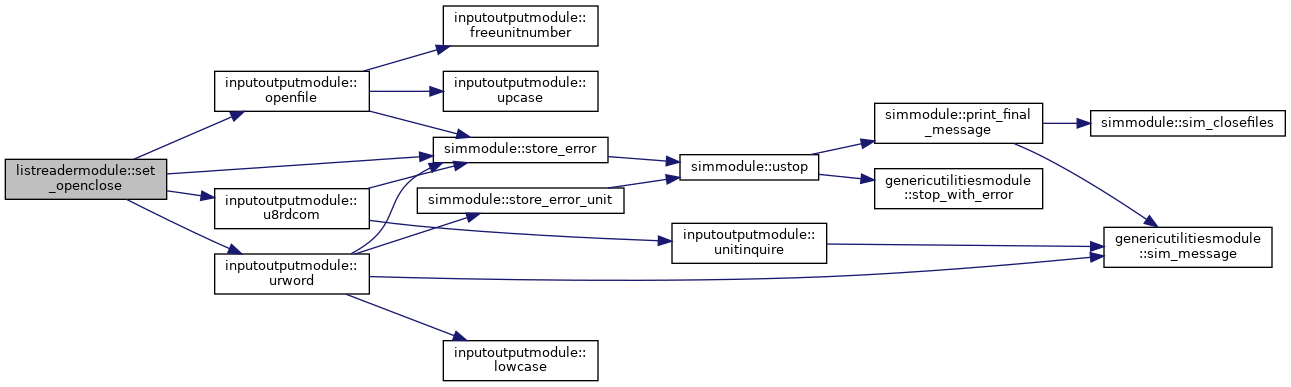 listreadermodule::set
_openclose
inputoutputmodule::
openfile
inputoutputmodule::
u8rdcom
inputoutputmodule::
urword
inputoutputmodule::
freeunitnumber
inputoutputmodule::
upcase
simmodule::store_error
simmodule::store_error_unit
inputoutputmodule::
lowcase
simmodule::ustop
inputoutputmodule::
unitinquire
simmodule::print_final
_message
genericutilitiesmodule
::stop_with_error
simmodule::sim_closefiles
genericutilitiesmodule
::sim_message